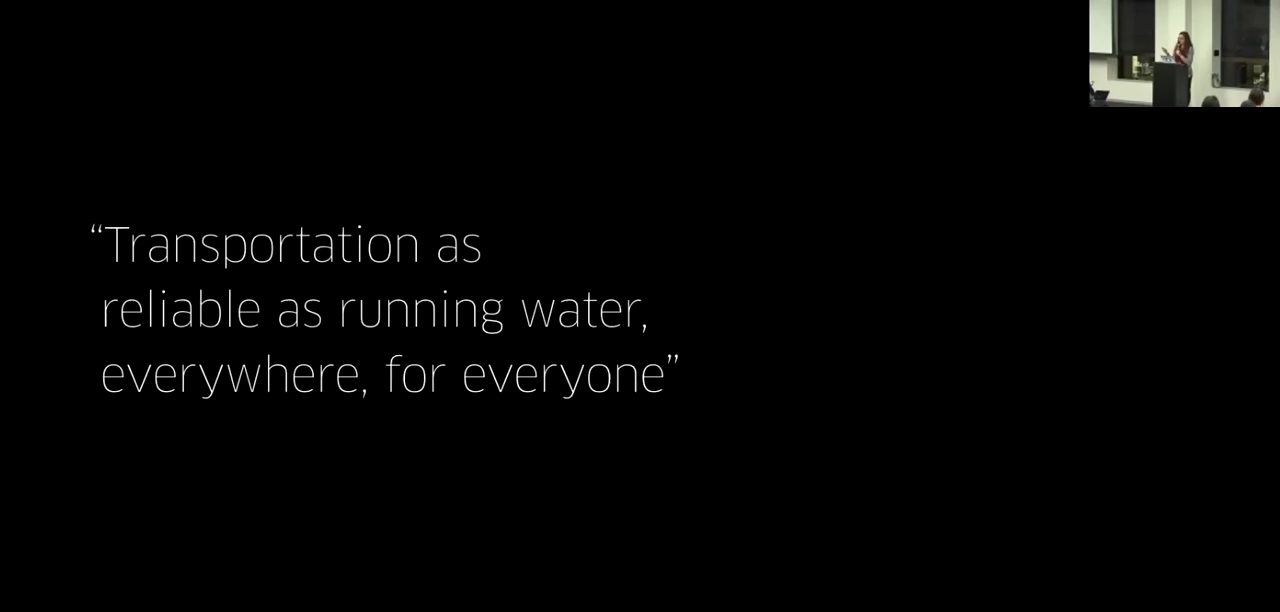 “Transportation as
reliable as running water,
everywhere, for everyone”